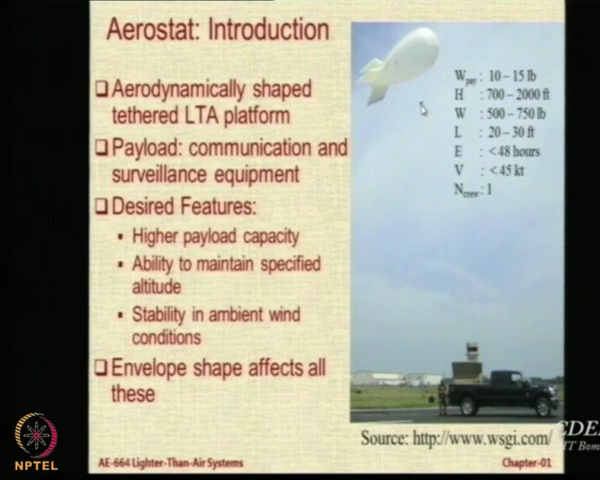 Aerostat: Introduction
Aerodynamically shaped
tethered LTA platform
Payload: communication and
surveillance equipment
Desired Features:
Higher payload capacity
Ability to maintain specified
altitude
Stability in ambient wind
conditions
Envelope shape affects all
these
Wpay : 10 – 15 lb
H : 700 – 2000 ft
W : 500 – 750 lb
L : 20 – 30 ft
E : <48 hours
V : <45 kt
Ncrew : 1
Source: http://www.wsgi.com/
CDEE
IIT Bom
NPTEL
AE-664 Lighter-Than-Air Systems
Chapter-01